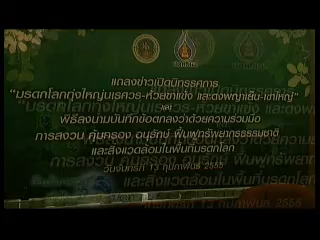 แถลงข่าวเปิดนิทรรศการ
"มรดกโลกทุ่งใหญ่นเรศวร-ห้วยขาแข้ง และดงพญาเย็น-เขาใหญ่"
และ
พิธีลงนามบันทึกข้อตกลงว่าด้วยความร่วมมือ
การสงวน คุ้มครอง อนุรักษ์ ฟื้นฟูทรัพยากรธรรมชาติ
และสิ่งแวดล้อมในพื้นที่มรดกโลก
วันจันทร์ที่ 13 กุมภาพันธ์ 2555